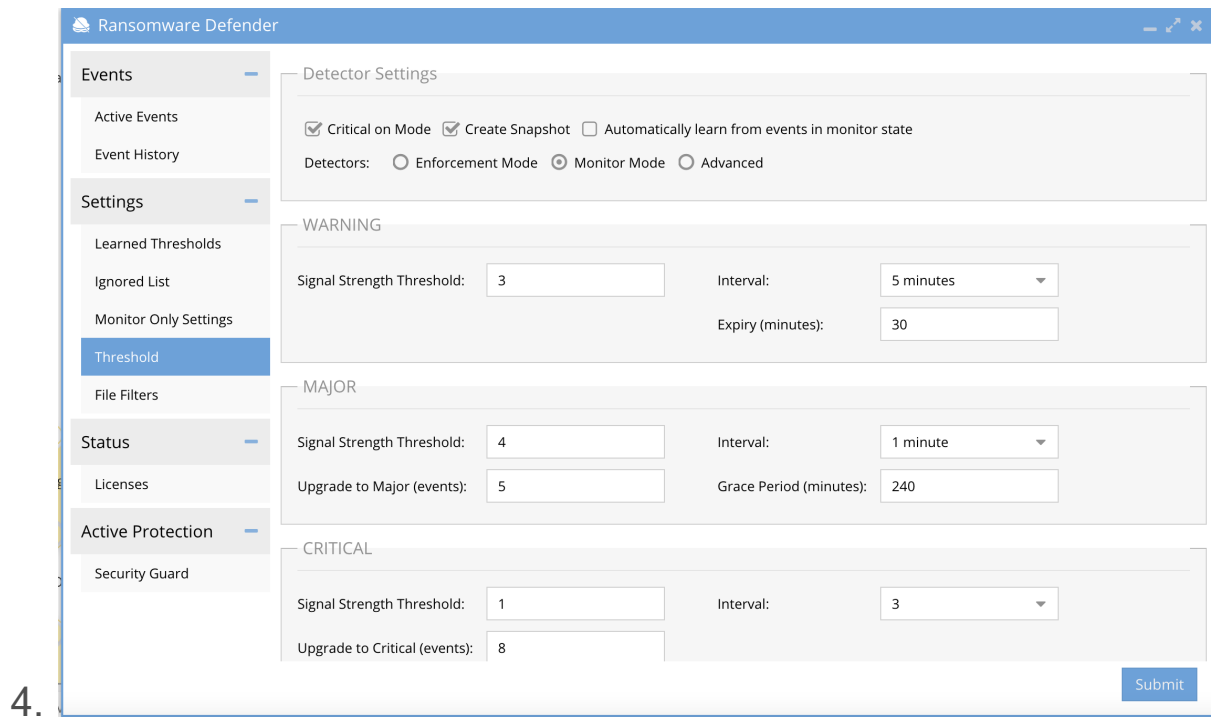 Ransomware Defender
Events
Active Events
Event History
Settings
Learned Thresholds
Ignored List
Monitor Only Settings
Threshold
File Filters
Status
Licenses
Active Protection
Security Guard
Detector Settings
Critical on Mode Create Snapshot Automatically learn from events in monitor state
Detectors: Enforcement Mode Monitor Mode Advanced
WARNING
Signal Strength Threshold: 3 Interval: 5 minutes
Expiry (minutes): 30
MAJOR
Signal Strength Threshold: 4 Interval: 1 minute
Upgrade to Major (events): 5 Grace Period (minutes): 240
CRITICAL
Signal Strength Threshold: 1 Interval: 3
Upgrade to Critical (events): 8
Submit
4.